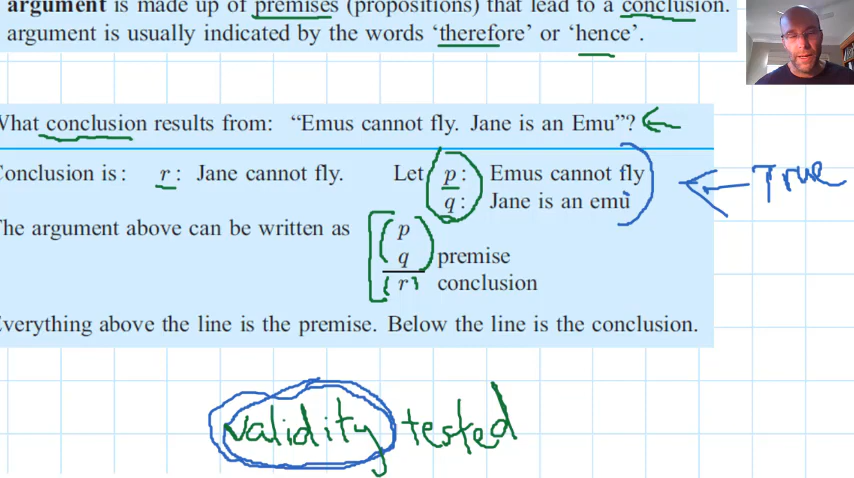 argument is made up of premises (propositions) that lead to a conclusion.
argument is usually indicated by the words ‘therefore’ or ‘hence’.
What conclusion results from: “Emus cannot fly. Jane is an Emu”?
Conclusion is: r: Jane cannot fly. Let p: Emus cannot fly
True
q: Jane is an emu
The argument above can be written as p
q premise
r conclusion
Everything above the line is the premise. Below the line is the conclusion.
validity tested